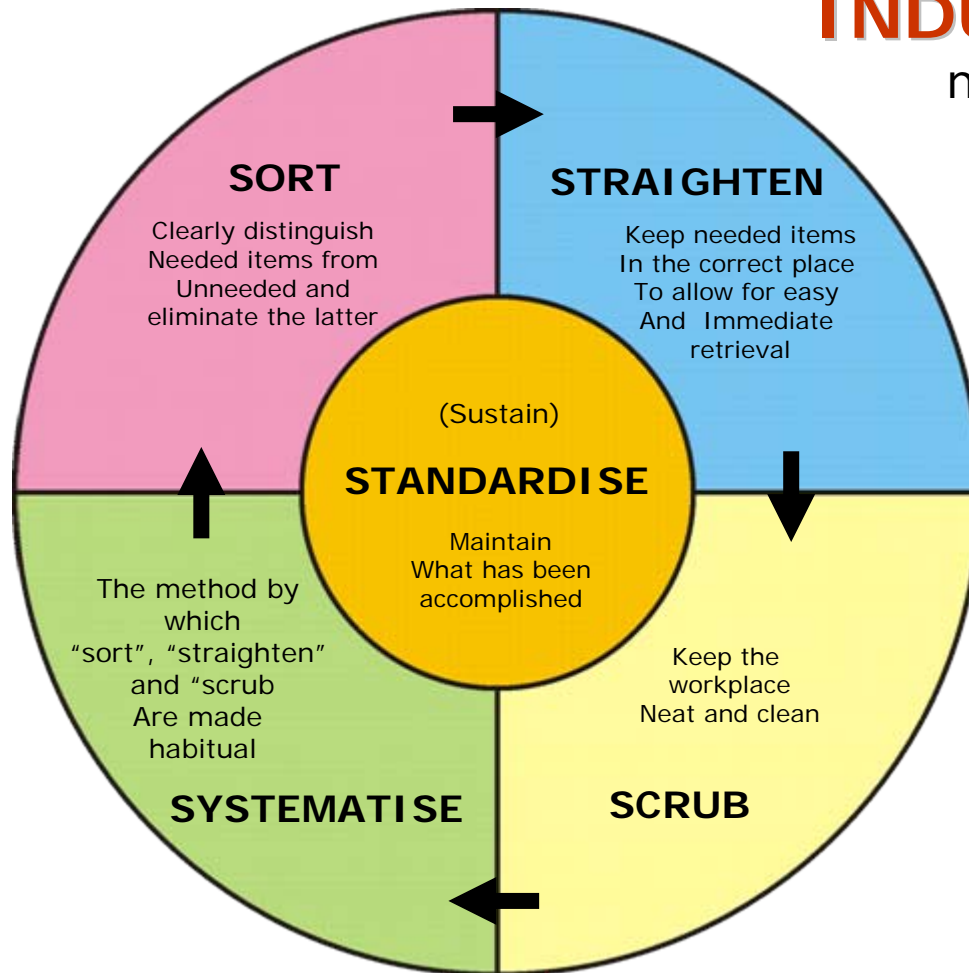 INDU
n
SORT
Clearly distinguish
Needed items from
Unneeded and
eliminate the latter
STRAIGHTEN
Keep needed items
In the correct place
To allow for easy
And Immediate
retrieval
(Sustain)
STANDARDISE
Maintain
What has been
accomplished
The method by
which
“sort”, “straighten”
and “scrub
Are made
habitual
SYSTEMATISE
Keep the
workplace
Neat and clean
SCRUB